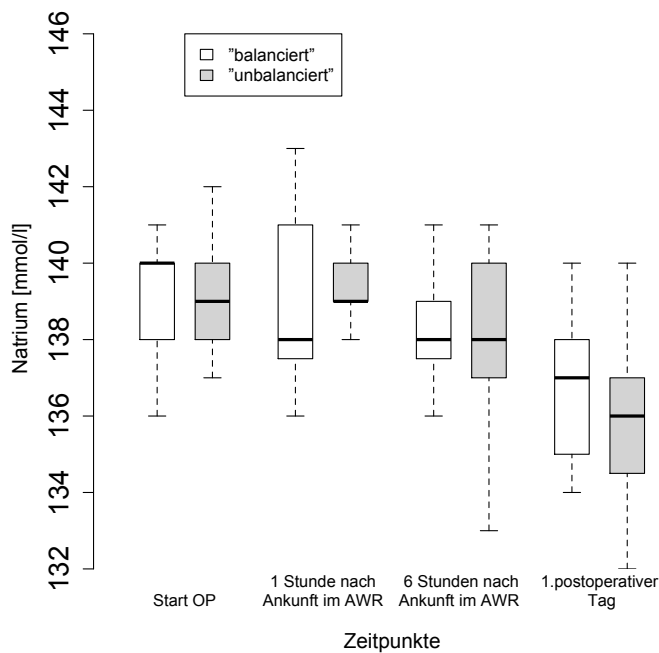 146
144
142
140
138
136
134
132
Natrium [mmol/l]
"balanciert"
"unbalanciert"
Start OP
1 Stunde nach
Ankunft im AWR
6 Stunden nach
Ankunft im AWR
1.postoperativer
Tag
Zeitpunkte